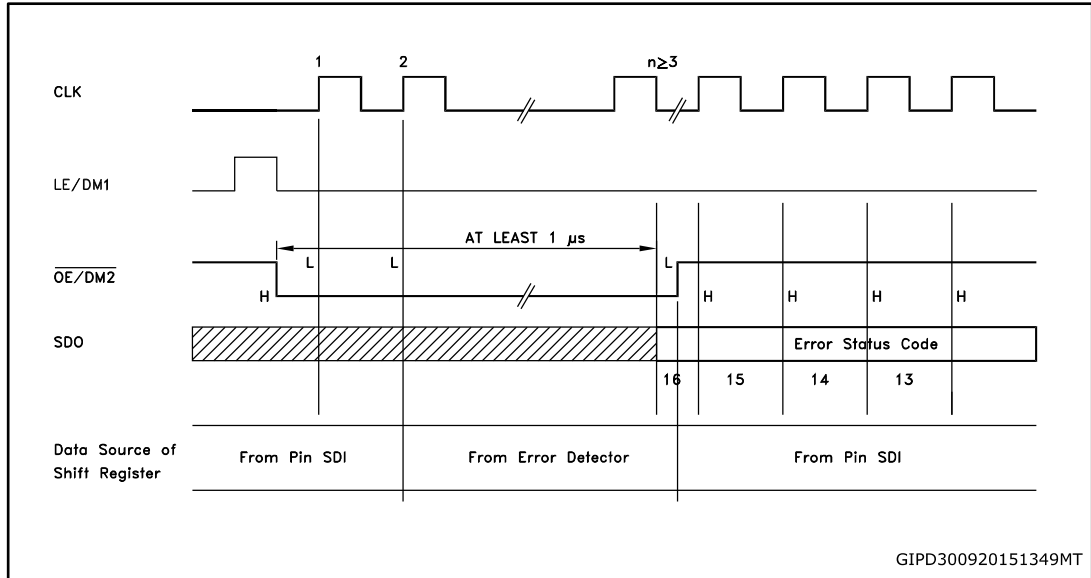 1 2 n≥3
CLK
LE/DM1
AT LEAST 1 μs
L L L
OE/DM2
H H H H H
SDO
Error Status Code
16 15 14 13
Data Source of
Shift Register
From Pin SDI From Error Detector From Pin SDI
GIPD300920151349MT